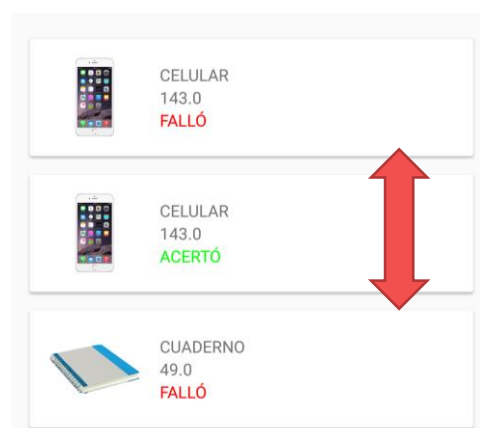 CELULAR
143.0
FALLÓ
CELULAR
143.0
ACERTÓ
CUADERNO
49.0
FALLÓ